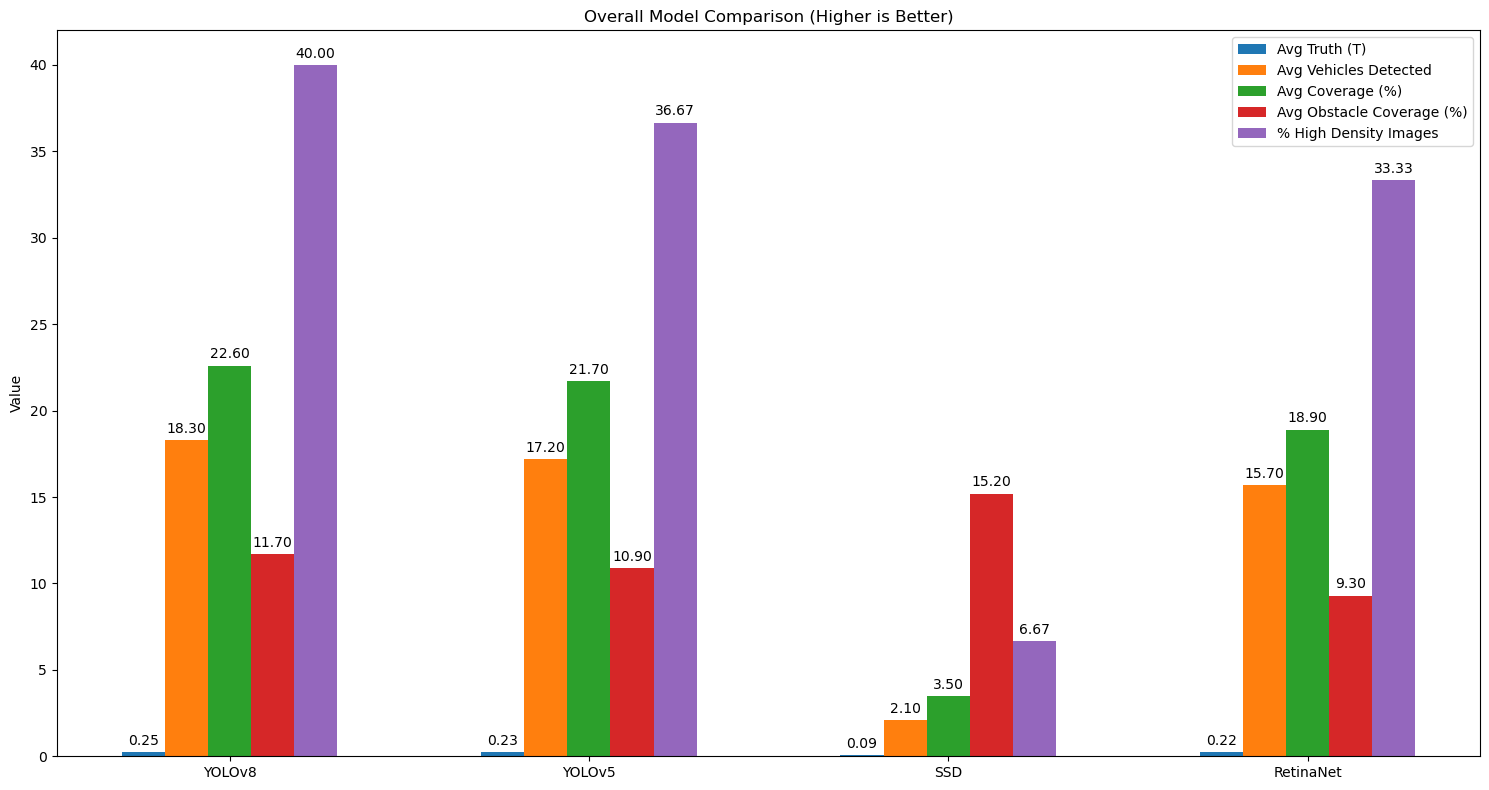 Overall Model Comparison (Higher is Better)
Avg Truth (T)
Avg Vehicles Detected
Avg Coverage (%)
Avg Obstacle Coverage (%)
% High Density Images
Value
40
35
30
25
20
15
10
5
0
0.25
18.30
22.60
11.70
40.00
0.23
17.20
21.70
10.90
36.67
0.09
2.10
3.50
15.20
6.67
0.22
15.70
18.90
9.30
33.33
YOLOv8
YOLOv5
SSD
RetinaNet